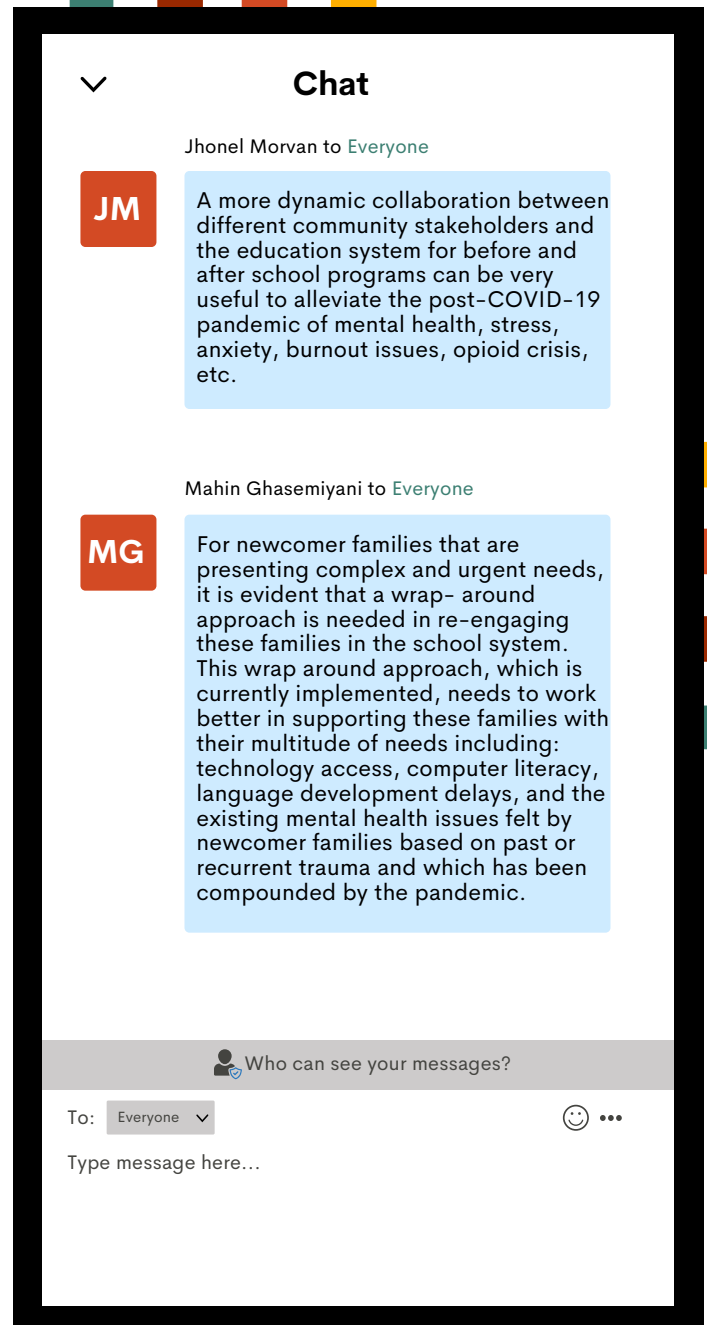 Chat
Jhonel Morvan to Everyone
JM
A more dynamic collaboration between
different community stakeholders and
the education system for before and
after school programs can be very
useful to alleviate the post-COVID-19
pandemic of mental health, stress,
anxiety, burnout issues, opioid crisis,
etc.
Mahin Ghasemiyani to Everyone
MG
For newcomer families that are
presenting complex and urgent needs,
it is evident that a wrap- around
approach is needed in re-engaging
these families in the school system.
This wrap around approach, which is
currently implemented, needs to work
better in supporting these families with
their multitude of needs including:
technology access, computer literacy,
language development delays, and the
existing mental health issues felt by
newcomer families based on past or
recurrent trauma and which has been
compounded by the pandemic.
Who can see your messages?
To: Everyone
Type message here...